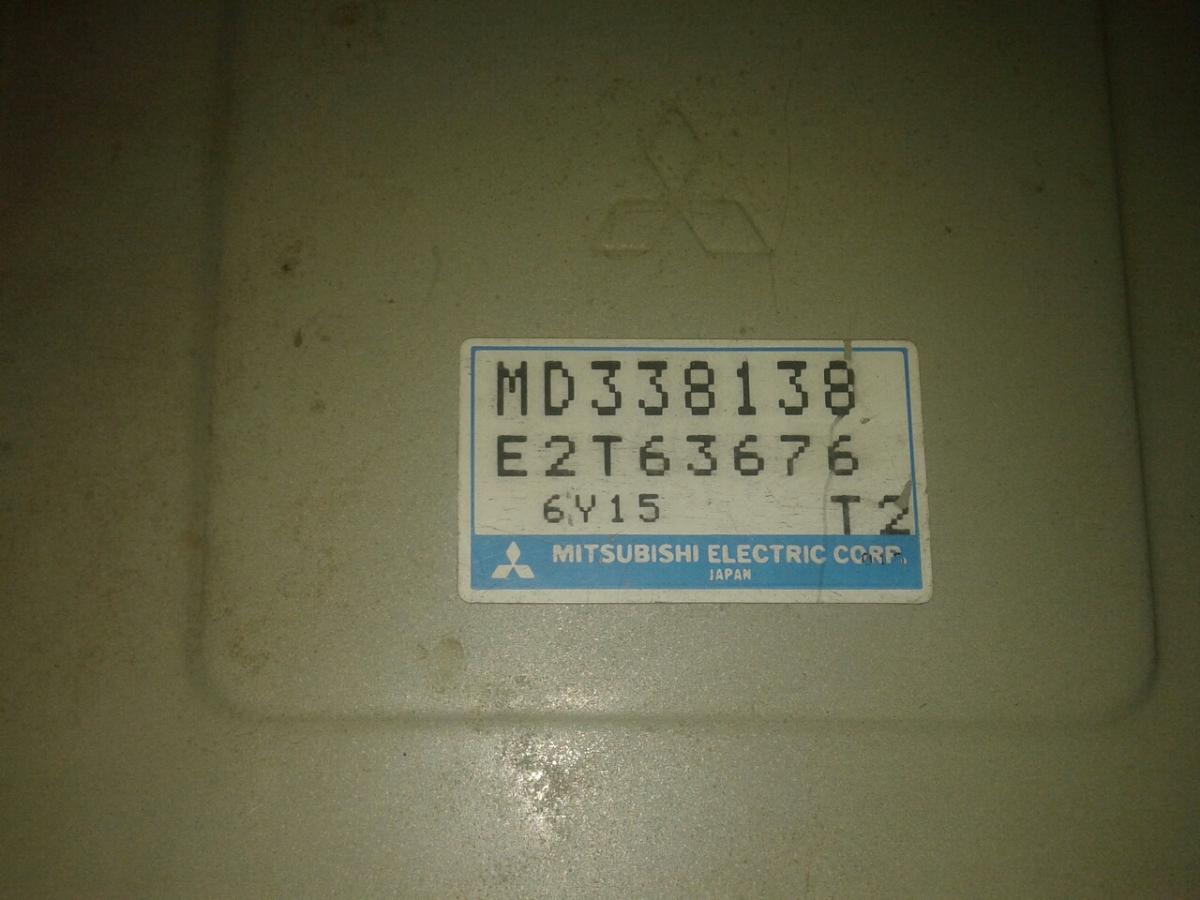 MD338138
E2T63676
6Y15 T2
MITSUBISHI ELECTRIC CORP.
JAPAN